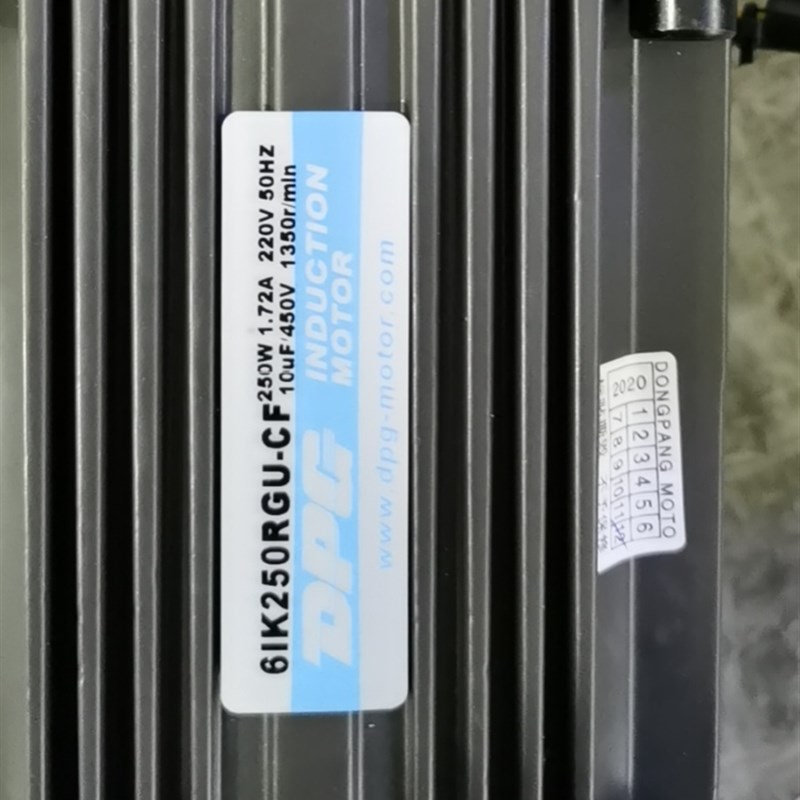 6IK250RGU-CF
250W 1.72A 220V 50HZ
10uF/450V 1350r/min
DPG
INDUCTION
MOTOR
www.dpg-motor.com
DONGFANG MOTO
2020
1 2 3 4 5 6
7 8 9 10 11 12